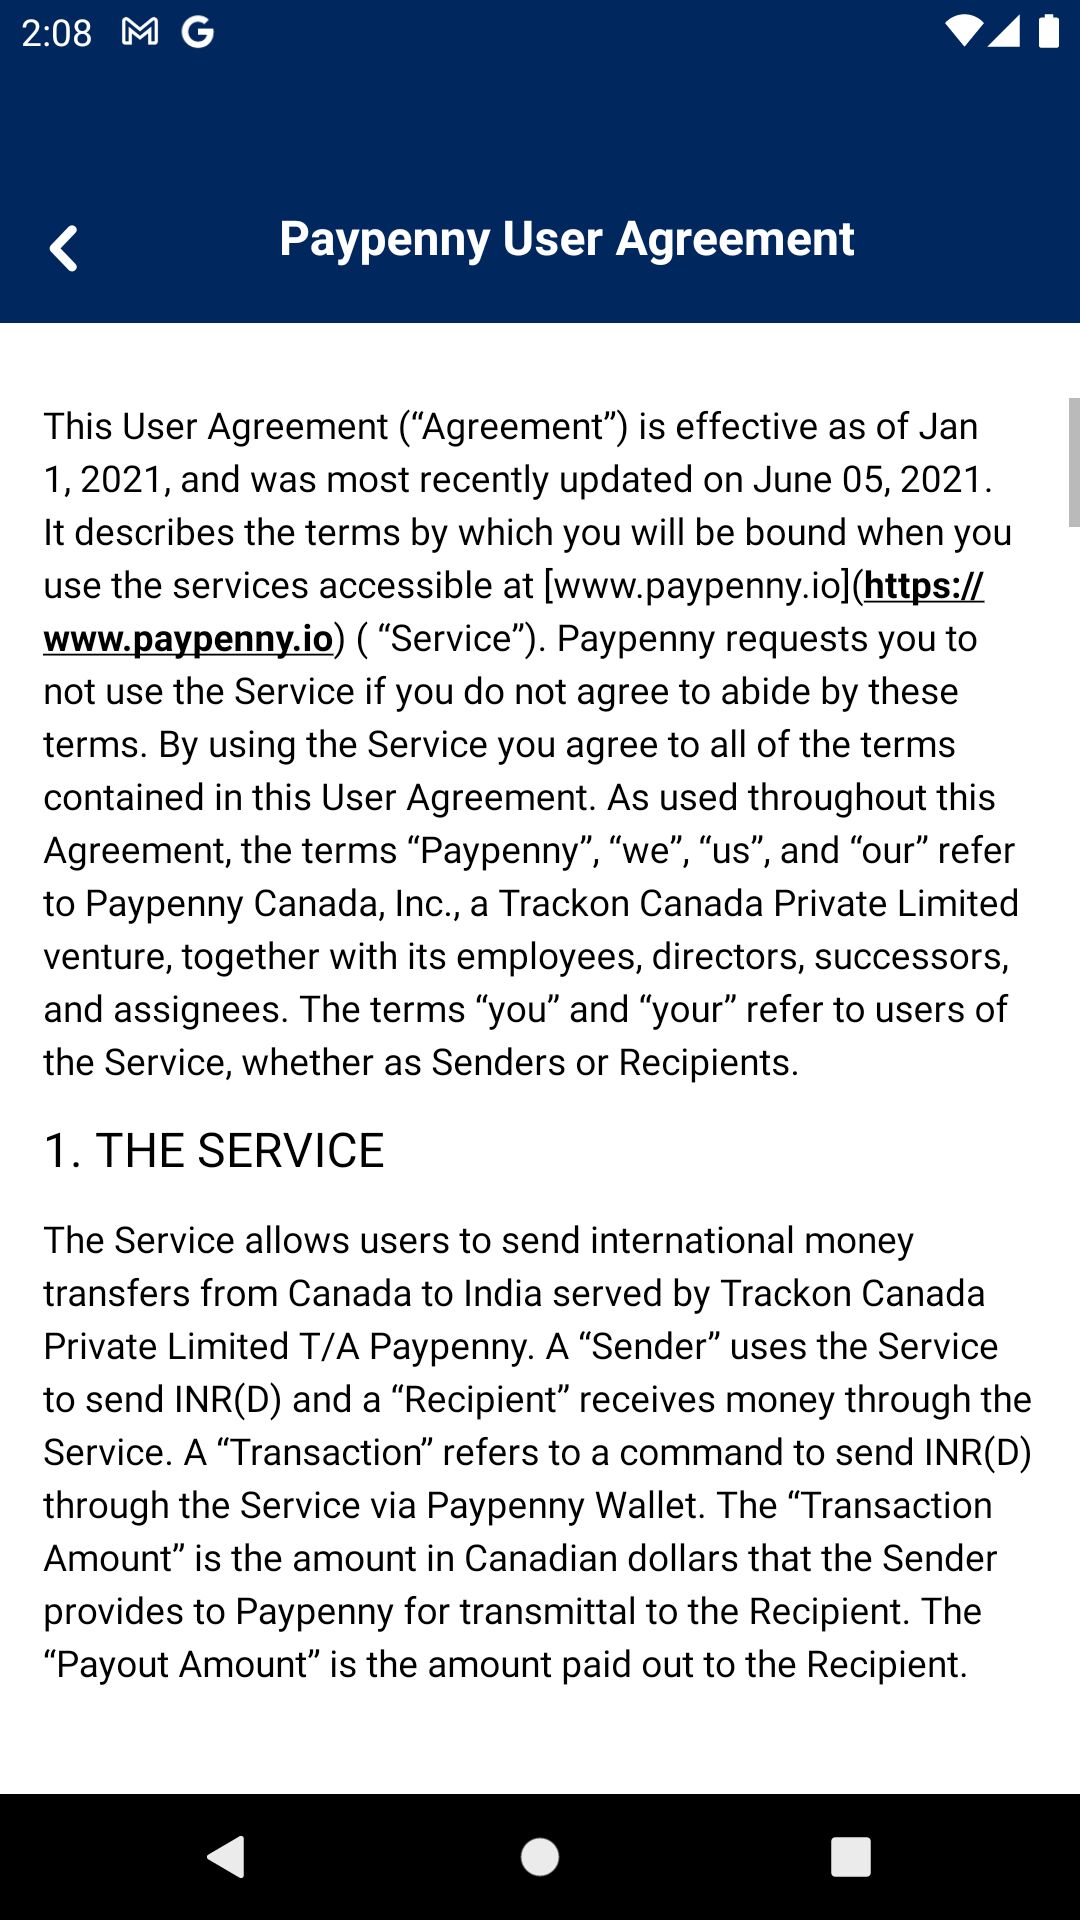 2:08
Paypenny User Agreement
This User Agreement (“Agreement”) is effective as of Jan
1, 2021, and was most recently updated on June 05, 2021.
It describes the terms by which you will be bound when you
use the services accessible at [www.paypenny.io](https://
www.paypenny.io) ( “Service”). Paypenny requests you to
not use the Service if you do not agree to abide by these
terms. By using the Service you agree to all of the terms
contained in this User Agreement. As used throughout this
Agreement, the terms “Paypenny”, “we”, “us”, and “our” refer
to Paypenny Canada, Inc., a Trackon Canada Private Limited
venture, together with its employees, directors, successors,
and assignees. The terms “you” and “your” refer to users of
the Service, whether as Senders or Recipients.
1. THE SERVICE
The Service allows users to send international money
transfers from Canada to India served by Trackon Canada
Private Limited T/A Paypenny. A “Sender” uses the Service
to send INR(D) and a “Recipient” receives money through the
Service. A “Transaction” refers to a command to send INR(D)
through the Service via Paypenny Wallet. The “Transaction
Amount” is the amount in Canadian dollars that the Sender
provides to Paypenny for transmittal to the Recipient. The
“Payout Amount” is the amount paid out to the Recipient.